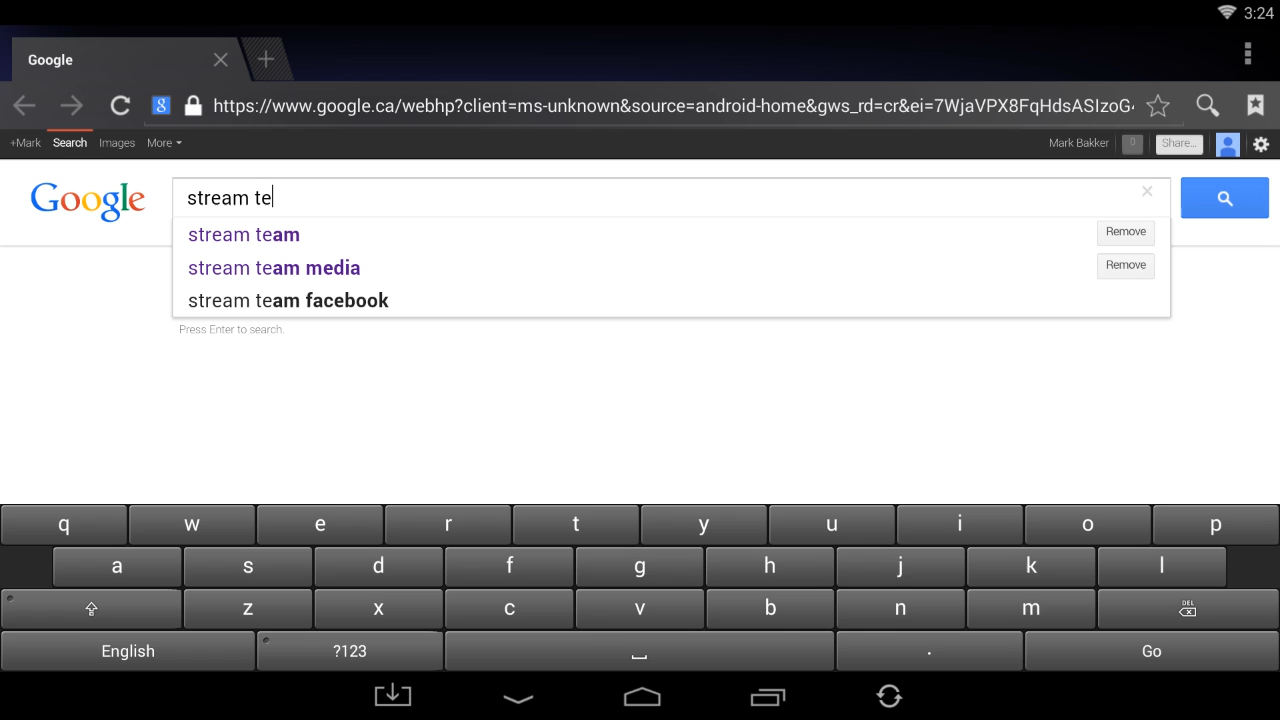 3:24
Google
https://www.google.ca/webhp?client=ms-unknown&source=android-home&gws_rd=cr&ei=7WjaVPX8FqHdsASIzoG
+Mark Search Images More Mark Bakker 0 Share...
Google stream te
stream team Remove
stream team media Remove
stream team facebook
Press Enter to search.
q w e r t y u i o p
a s d f g h j k l
z x c v b n m DEL
English ?123 . Go